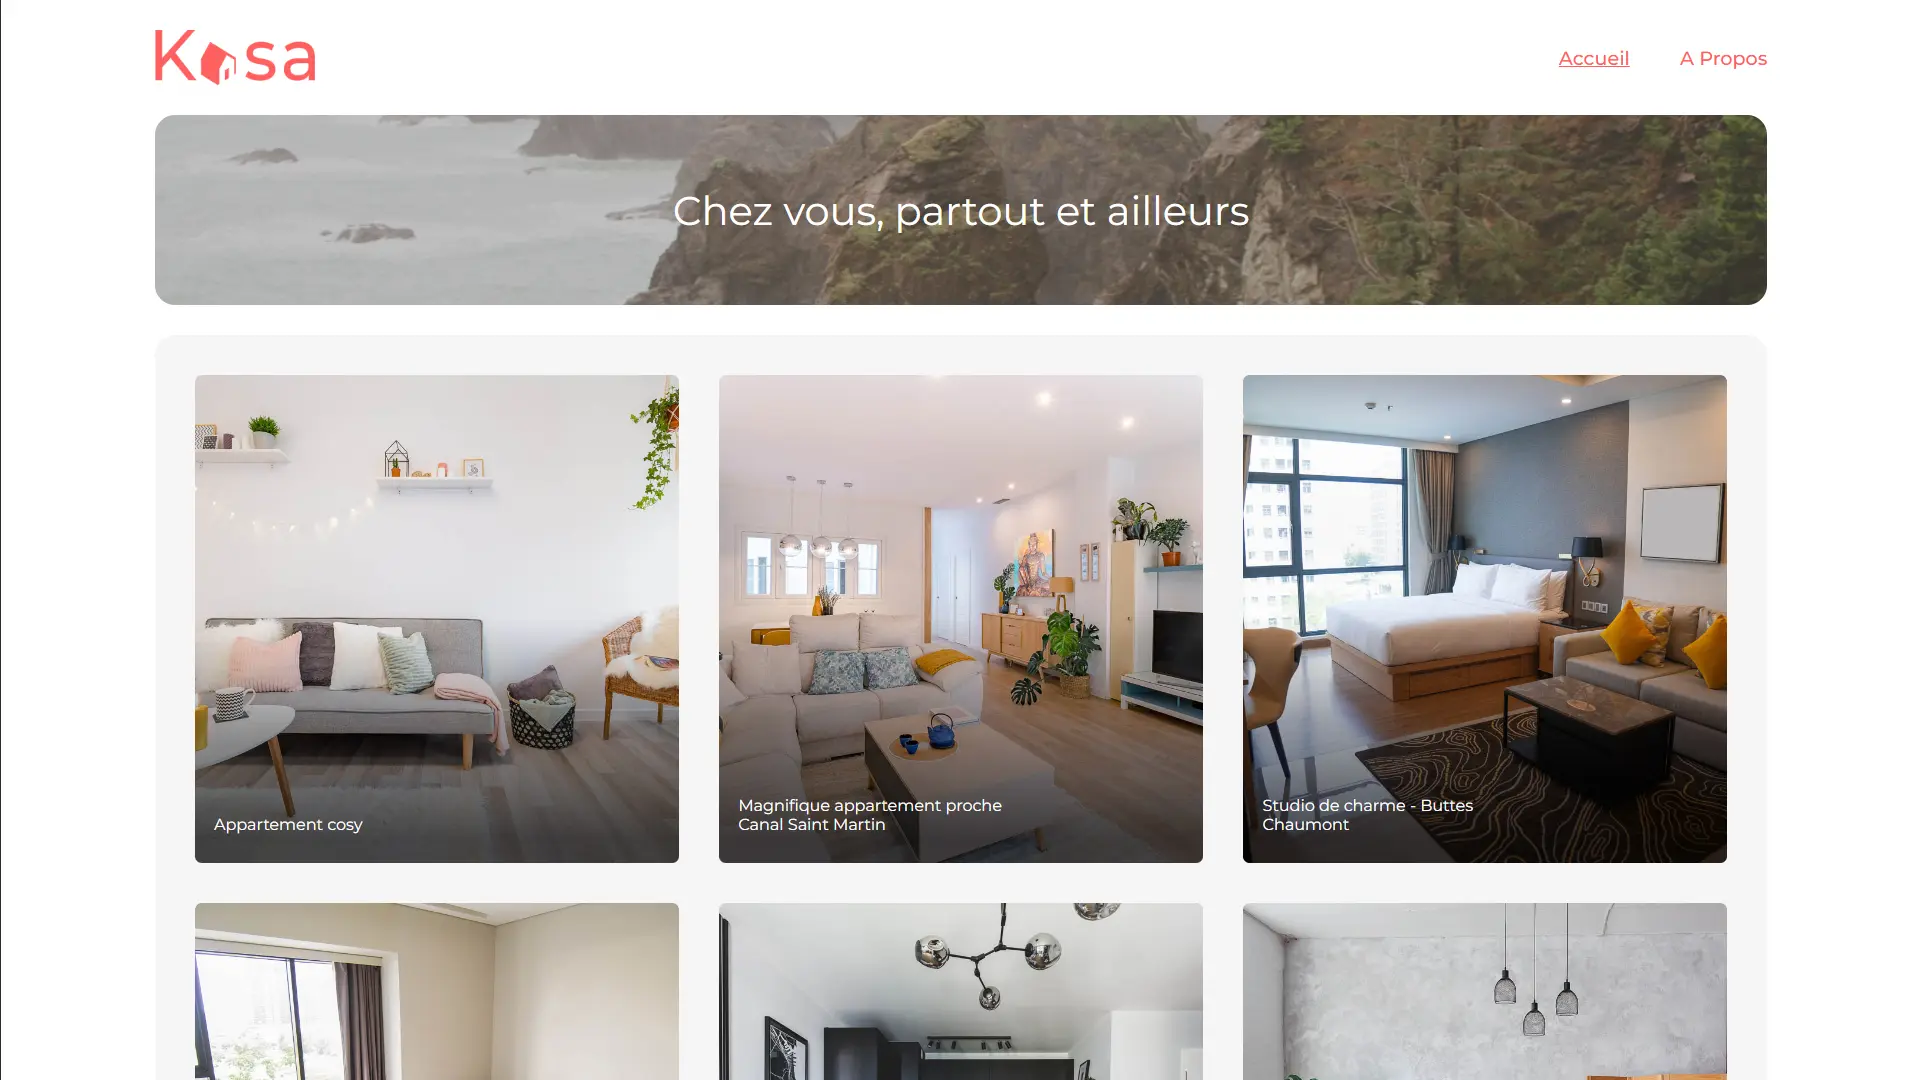 Kasa
Accueil
A Propos
Chez vous, partout et ailleurs
Appartement cosy
Magnifique appartement proche
Canal Saint Martin
Studio de charme - Buttes
Chaumont